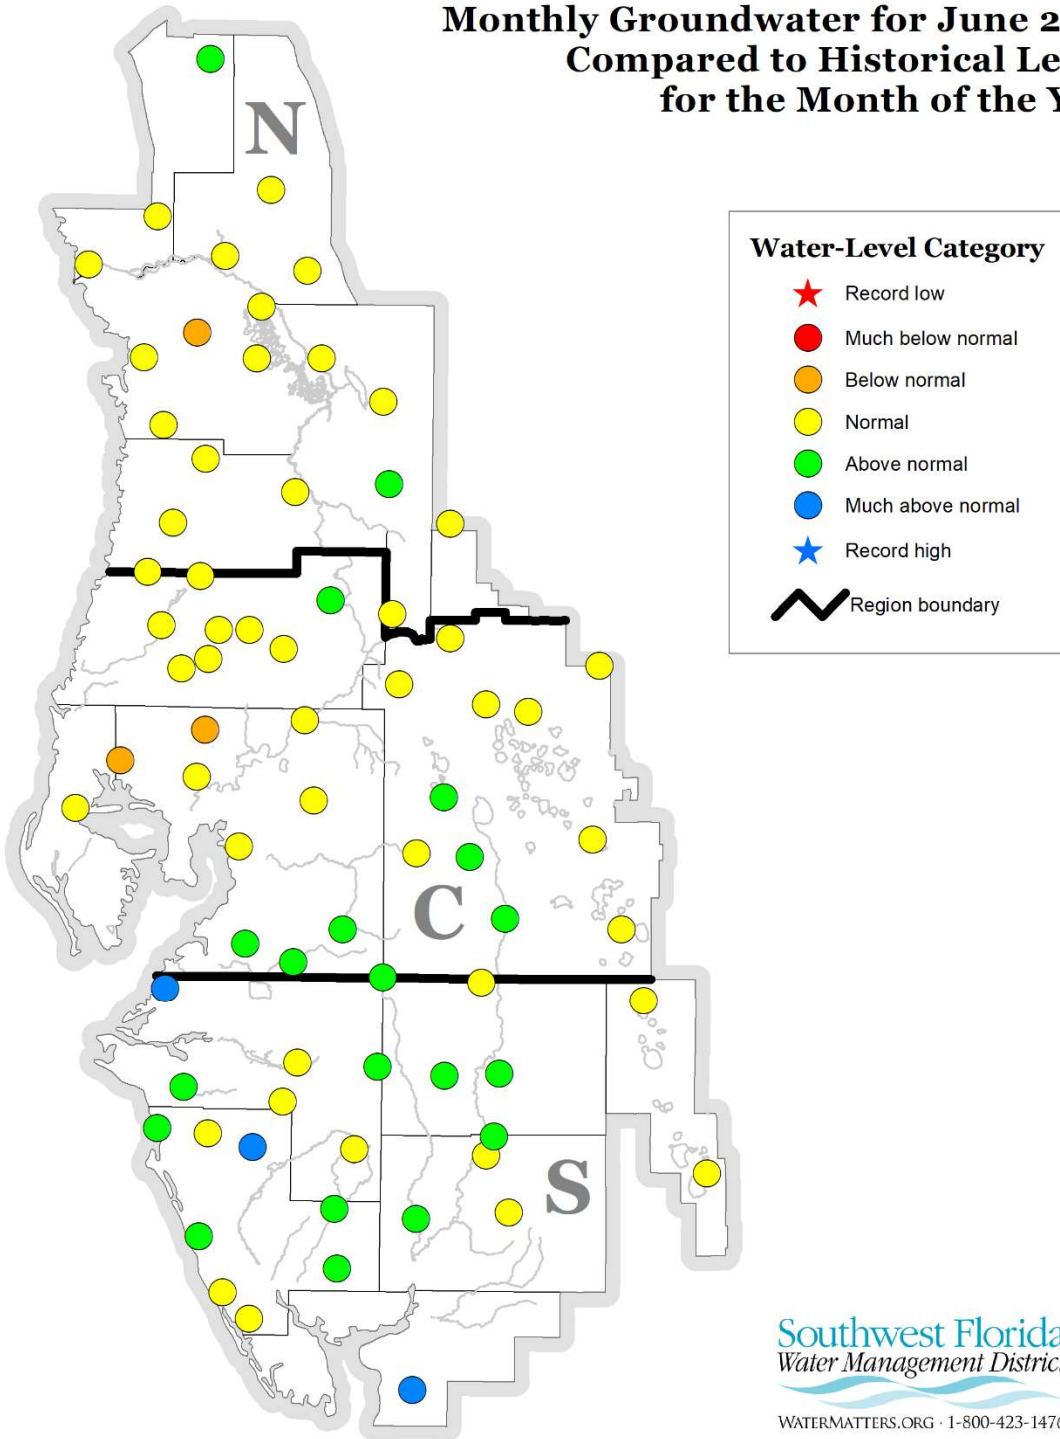 Monthly Groundwater for June 2
Compared to Historical Le
for the Month of the Y
N
Water-Level Category
Record low
Much below normal
Below normal
Normal
Above normal
Much above normal
Record high
Region boundary
C
S
Southwest Florida
Water Management Distric
WATERMATTERS.ORG · 1-800-423-1476